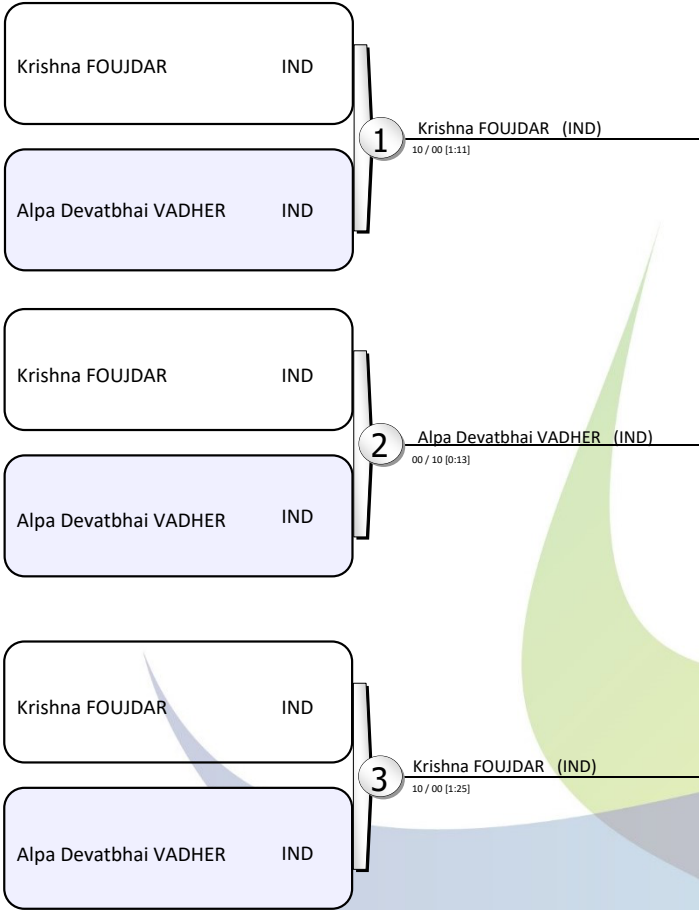 Krishna FOUJDAR IND
1 Krishna FOUJDAR (IND)
10 / 00 [1:11]
Alpa Devatbhai VADHER IND
Krishna FOUJDAR IND
2 Alpa Devatbhai VADHER (IND)
00 / 10 [0:13]
Alpa Devatbhai VADHER IND
Krishna FOUJDAR IND
3 Krishna FOUJDAR (IND)
10 / 00 [1:25]
Alpa Devatbhai VADHER IND